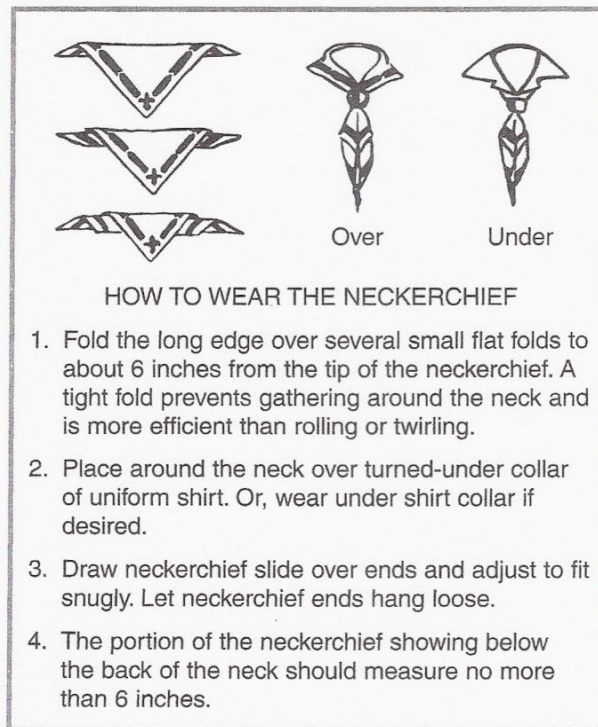 Over Under
HOW TO WEAR THE NECKERCHIEF
1. Fold the long edge over several small flat folds to
about 6 inches from the tip of the neckerchief. A
tight fold prevents gathering around the neck and
is more efficient than rolling or twirling.
2. Place around the neck over turned-under collar
of uniform shirt. Or, wear under shirt collar if
desired.
3. Draw neckerchief slide over ends and adjust to fit
snugly. Let neckerchief ends hang loose.
4. The portion of the neckerchief showing below
the back of the neck should measure no more
than 6 inches.